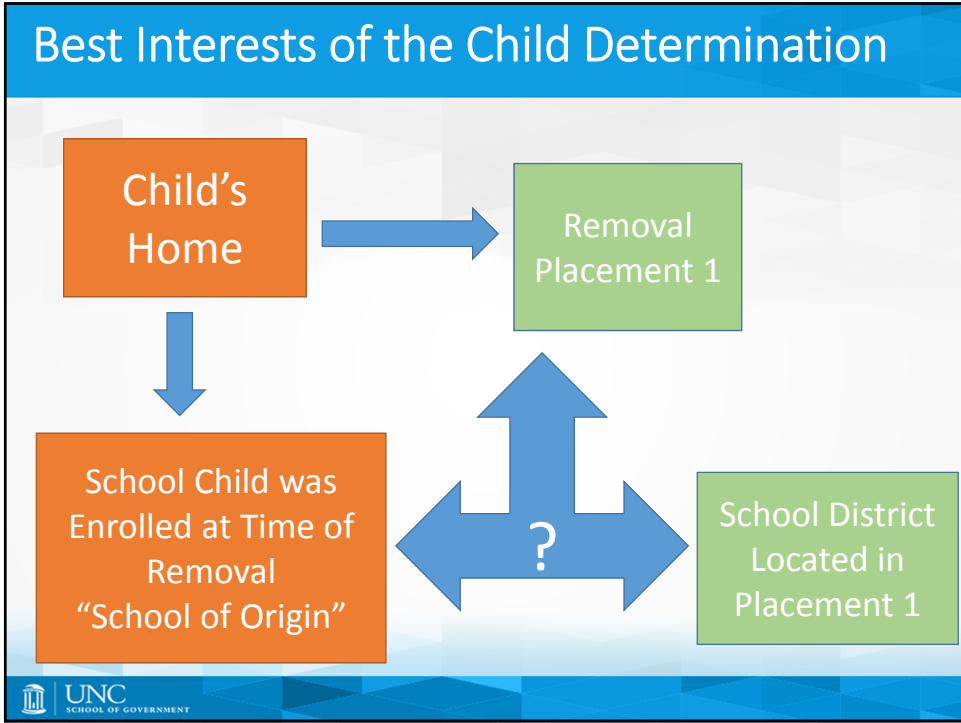 Best Interests of the Child Determination
Child’s
Home
Removal
Placement 1
School Child was
Enrolled at Time of
Removal
“School of Origin”
?
School District
Located in
Placement 1
UNC
SCHOOL OF GOVERNMENT